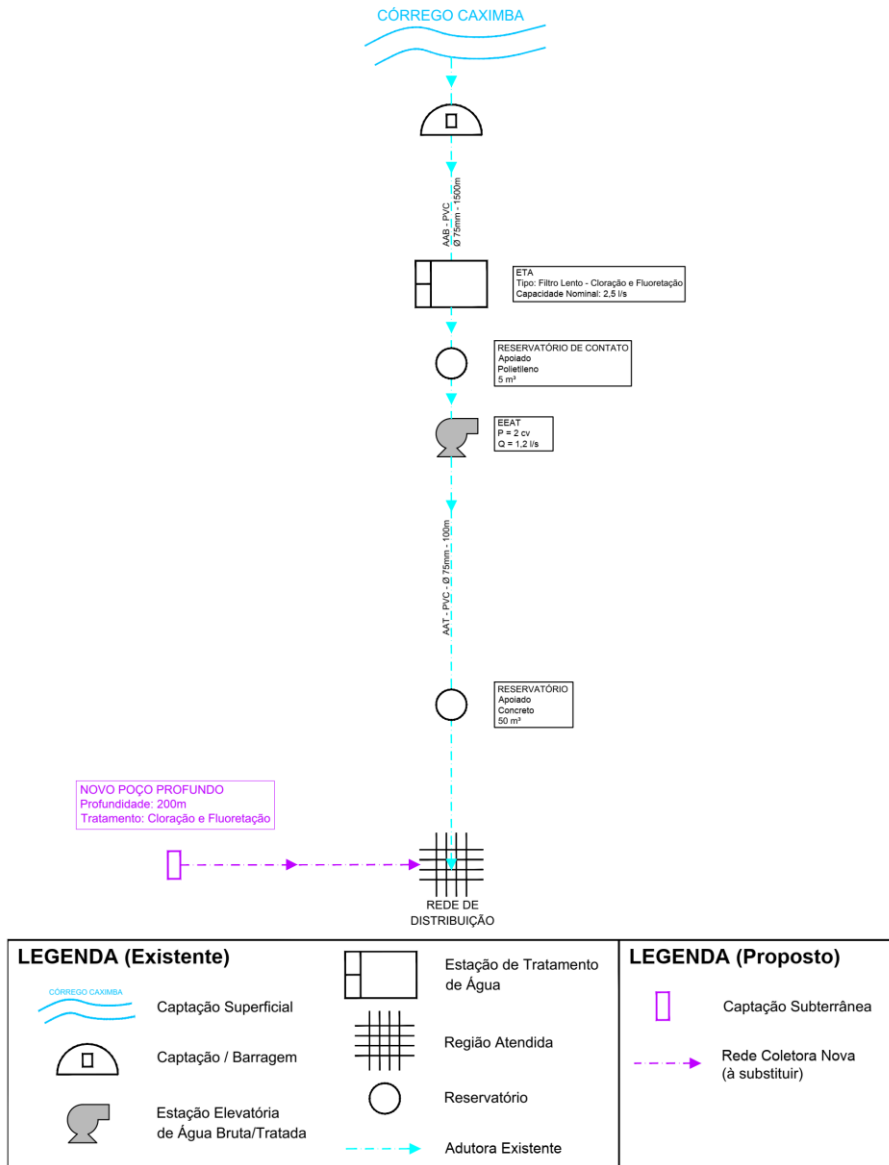 CÓRREGO CAXIMBA
AAB - PVC
Ø 75mm - 1500m
ETA
Tipo: Filtro Lento - Cloração e Fluoretação
Capacidade Nominal: 2,5 l/s
RESERVATÓRIO DE CONTATO
Apoiado
Polietileno
5 m³
EEAT
P = 2 cv
Q = 1,2 l/s
AAT - PVC - Ø 75mm - 100m
RESERVATÓRIO
Apoiado
Concreto
50 m³
NOVO POÇO PROFUNDO
Profundidade: 200m
Tratamento: Cloração e Fluoretação
REDE DE
DISTRIBUIÇÃO
LEGENDA (Existente)
CÓRREGO CAXIMBA
Captação Superficial
Captação / Barragem
Estação Elevatória
de Água Bruta/Tratada
Estação de Tratamento
de Água
Região Atendida
Reservatório
Adutora Existente
LEGENDA (Proposto)
Captação Subterrânea
Rede Coletora Nova
(à substituir)